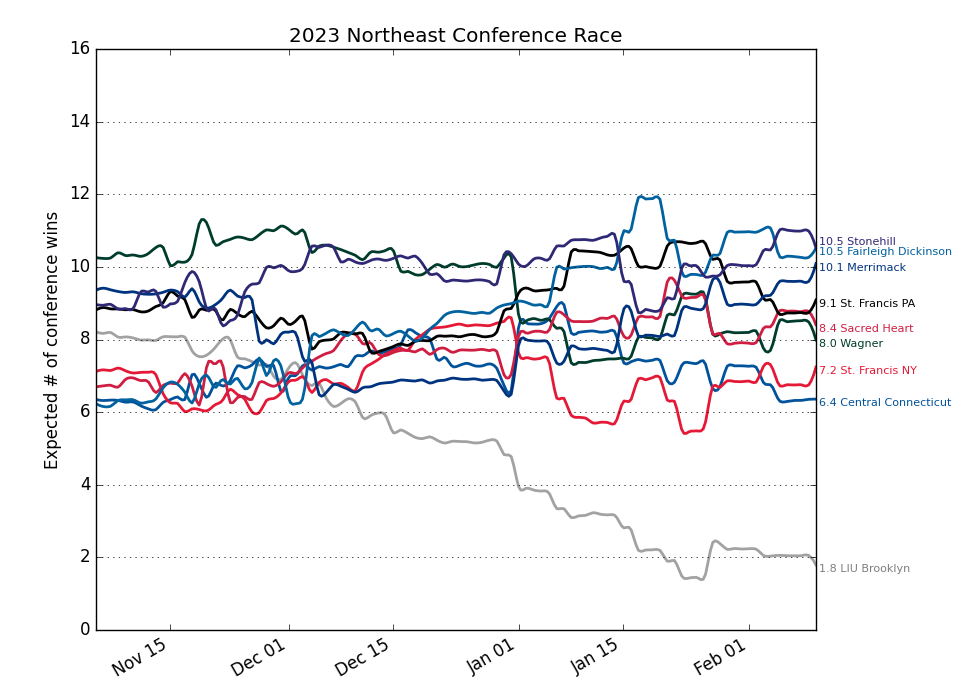 2023 Northeast Conference Race
Expected # of conference wins
16
14
12
10
8
6
4
2
0
Nov 15
Dec 01
Dec 15
Jan 01
Jan 15
Feb 01
10.5 Stonehill
10.5 Fairleigh Dickinson
10.1 Merrimack
9.1 St. Francis PA
8.4 Sacred Heart
8.0 Wagner
7.2 St. Francis NY
6.4 Central Connecticut
1.8 LIU Brooklyn